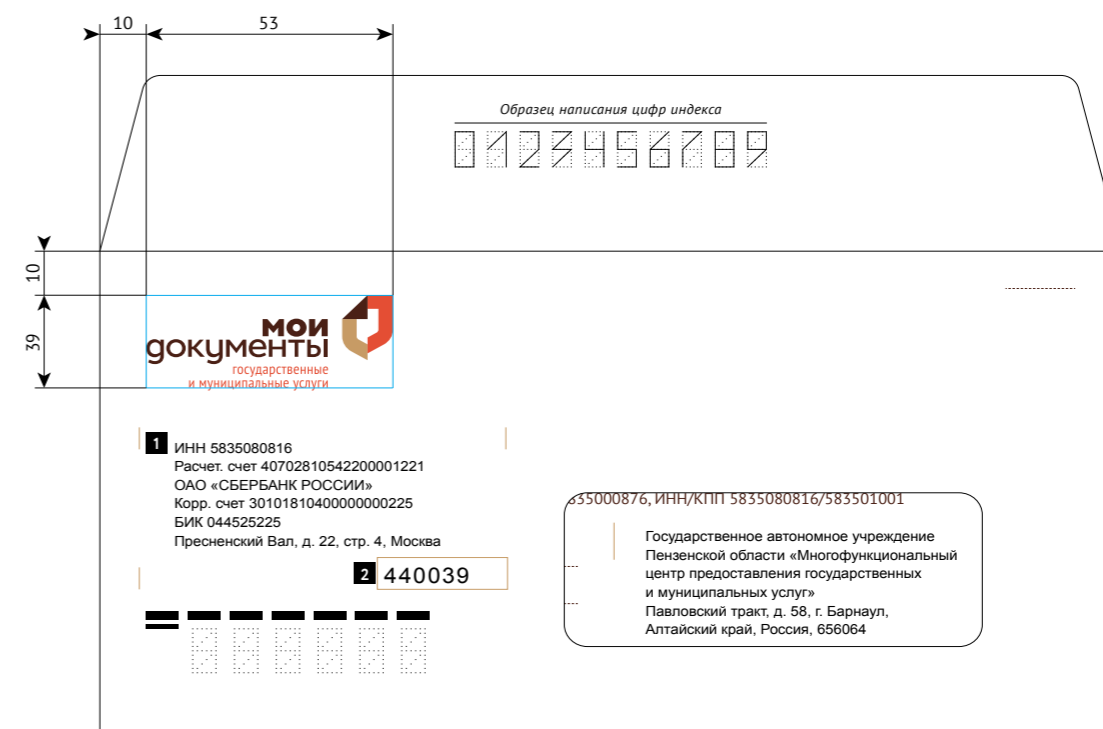 10 53
Образец написания цифр индекса
0123456789
10
39
мои
документы
государственные
и муниципальные услуги
1
ИНН 5835080816
Расчет. счет 40702810542200001221
ОАО «СБЕРБАНК РОССИИ»
Корр. счет 30101810400000000225
БИК 044525225
Пресненский Вал, д. 22, стр. 4, Москва
2 440039
835000876, ИНН/КПП 5835080816/583501001
Государственное автономное учреждение
Пензенской области «Многофункциональный
центр предоставления государственных
и муниципальных услуг»
Павловский тракт, д. 58, г. Барнаул,
Алтайский край, Россия, 656064